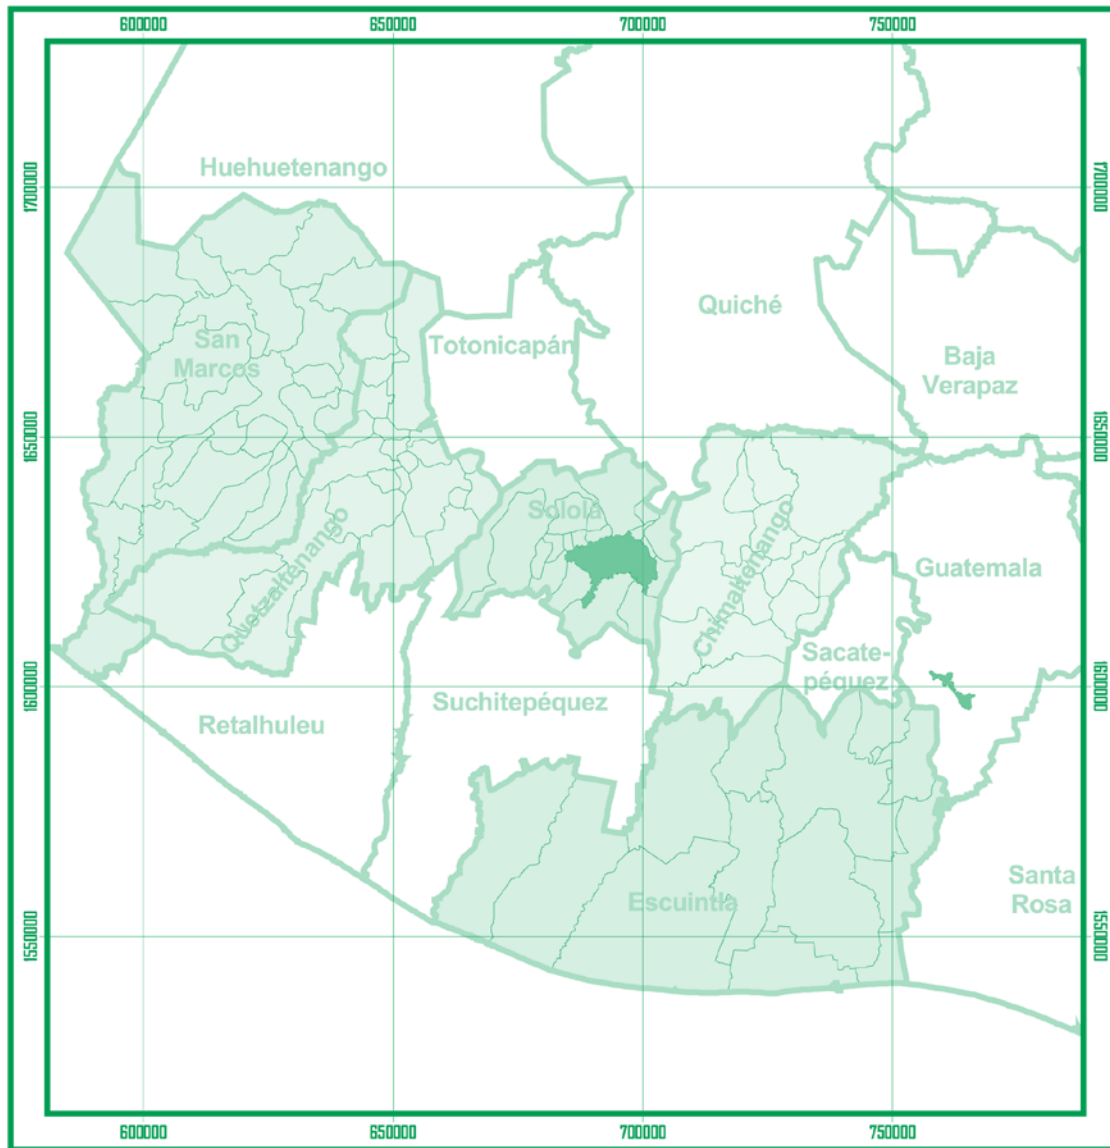 600000 650000 700000 750000
1700000 1700000
Huehuetenango
Quiché
San
Marcos
Totonicapán
Baja
Verapaz
1650000 1650000
Sololá
Quetzaltenango
Chimaltenango
Guatemala
Sacate-
péquez
1600000 1600000
Retalhuleu
Suchitepéquez
Escuintla
Santa
Rosa
1550000 1550000
600000 650000 700000 750000